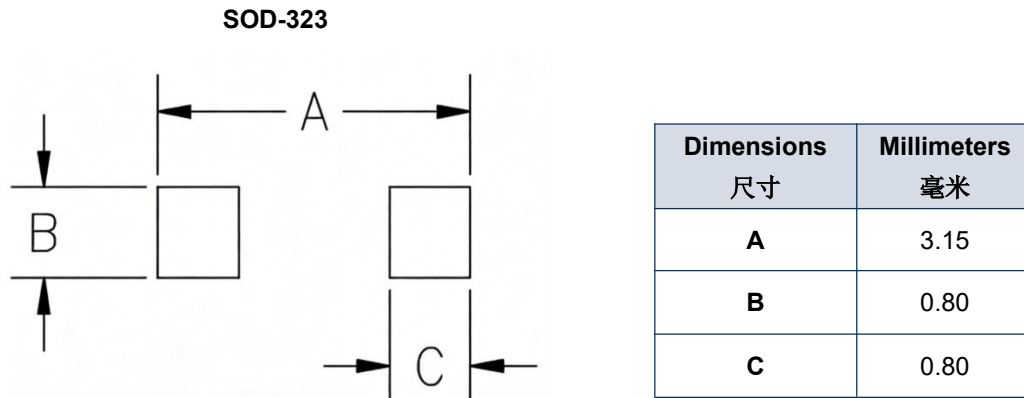 SOD-323
A
B
C
Dimensions Millimeters
尺寸 毫米
A 3.15
B 0.80
C 0.80